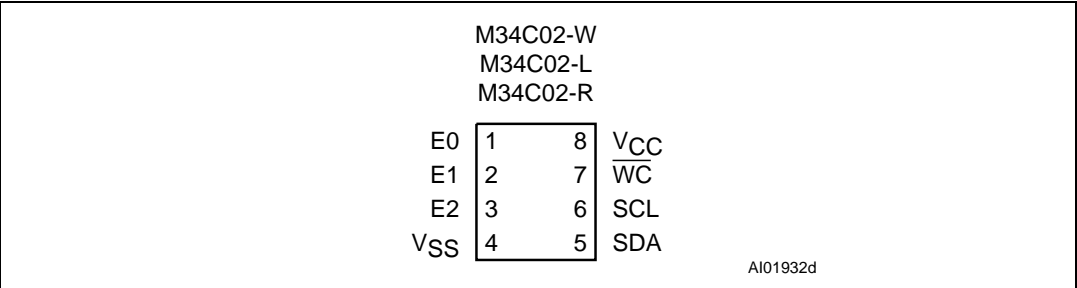 M34C02-W
M34C02-L
M34C02-R
E0 1 8 VCC
E1 2 7 W̅C̅
E2 3 6 SCL
VSS 4 5 SDA
AI01932d